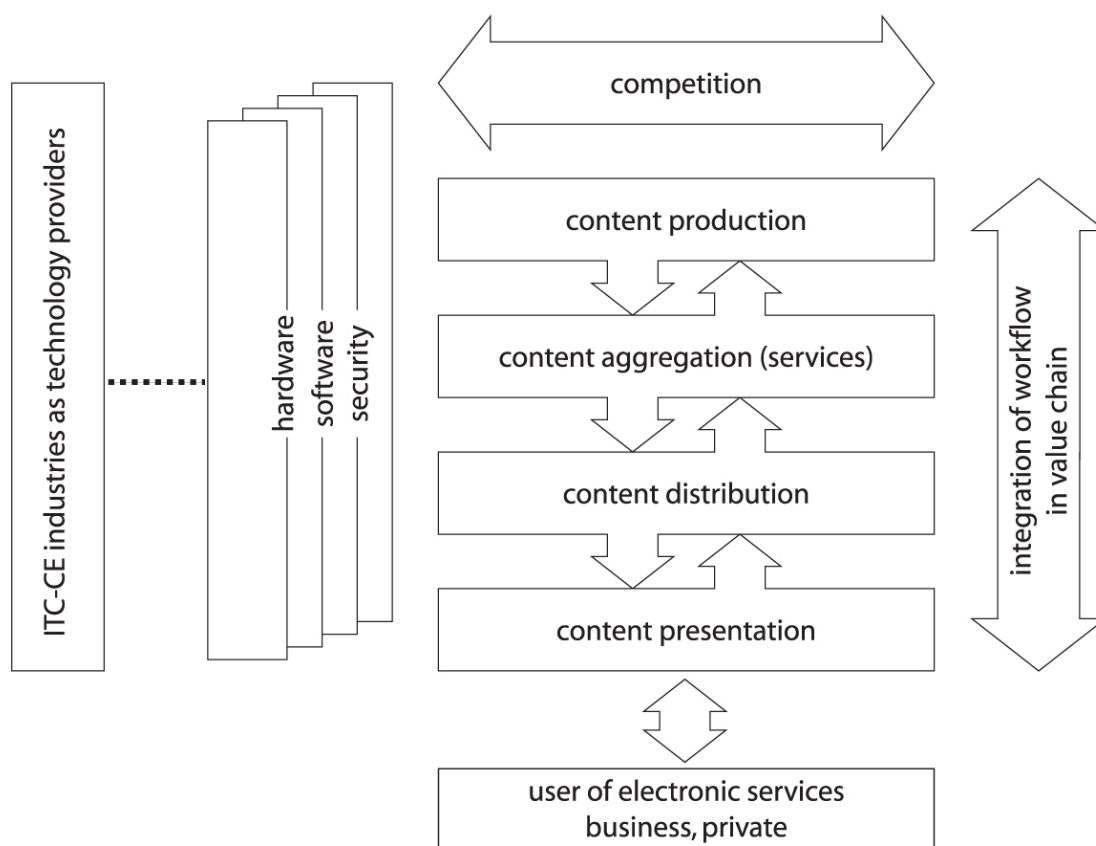 competition
ITC-CE industries as technology providers
hardware
software
security
content production
content aggregation (services)
content distribution
content presentation
integration of workflow
in value chain
user of electronic services
business, private